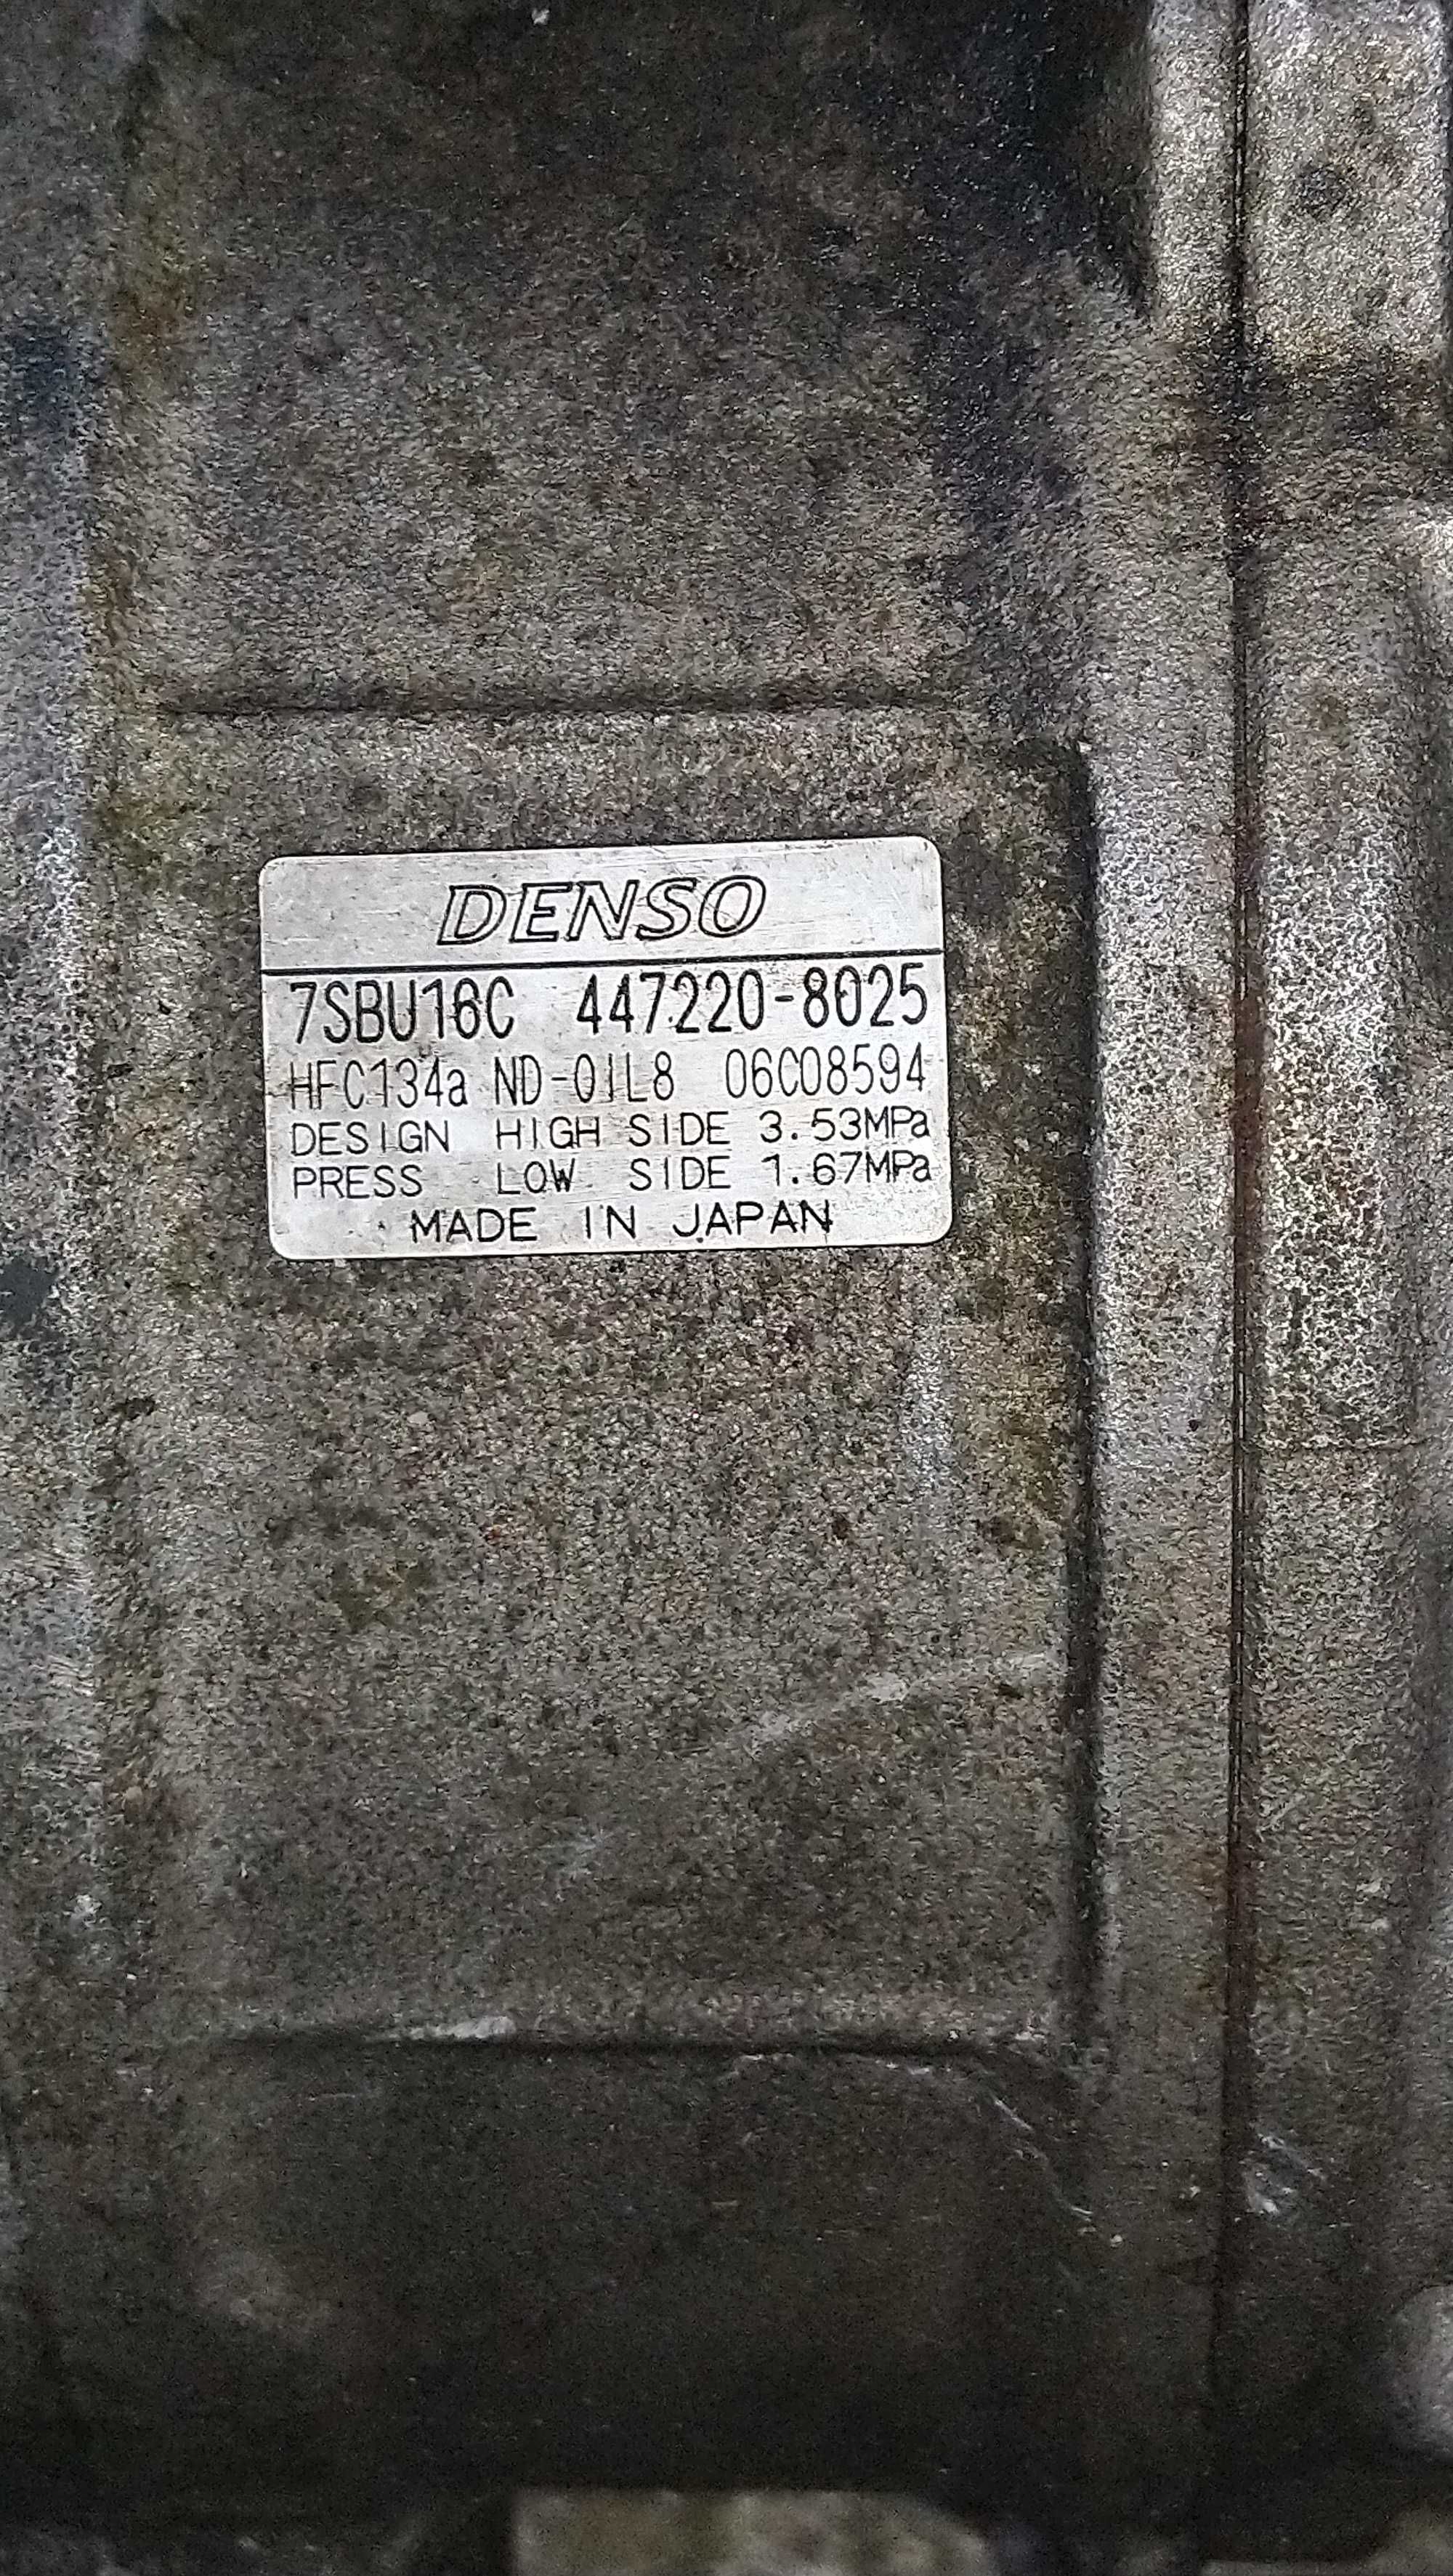 DENSO
7SBU16C 447220-8025
HFC134a ND-OIL8 06C08594
DESIGN HIGH SIDE 3.53MPa
PRESS LOW SIDE 1.67MPa
MADE IN JAPAN